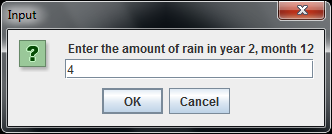 Input
Enter the amount of rain in year 2, month 12
4
OK Cancel